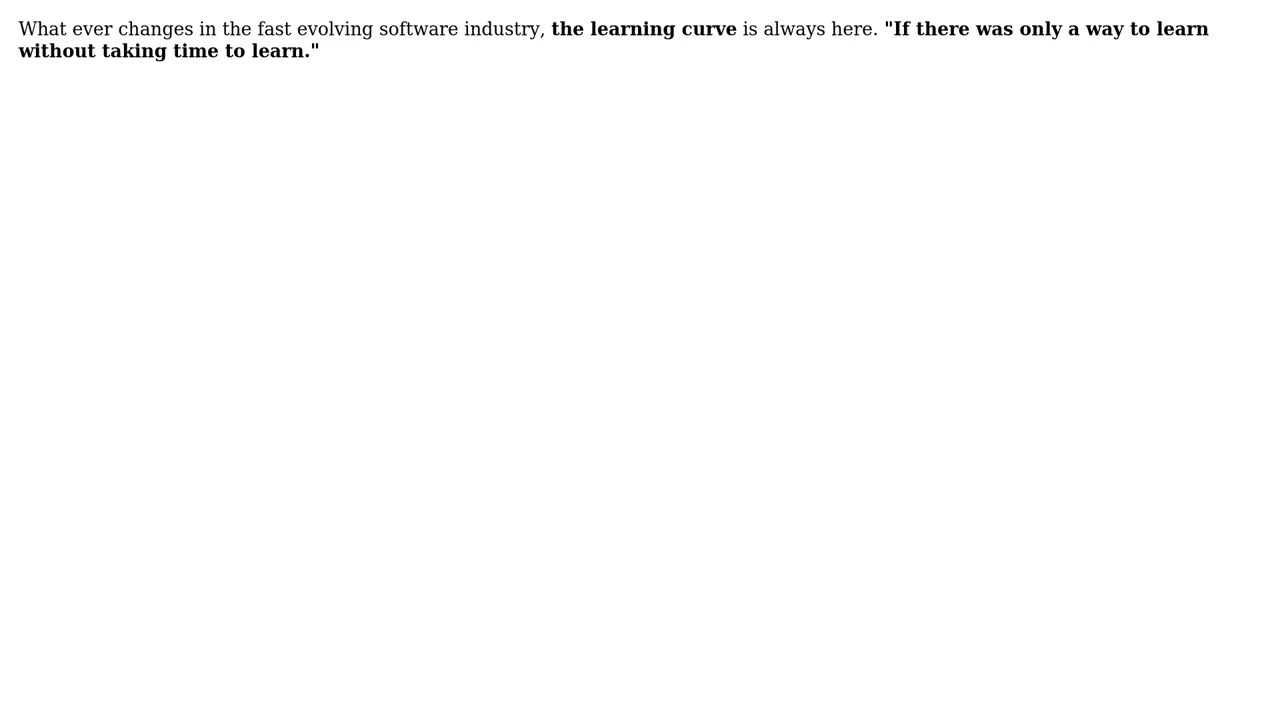 What ever changes in the fast evolving software industry, the learning curve is always here. "If there was only a way to learn
without taking time to learn."